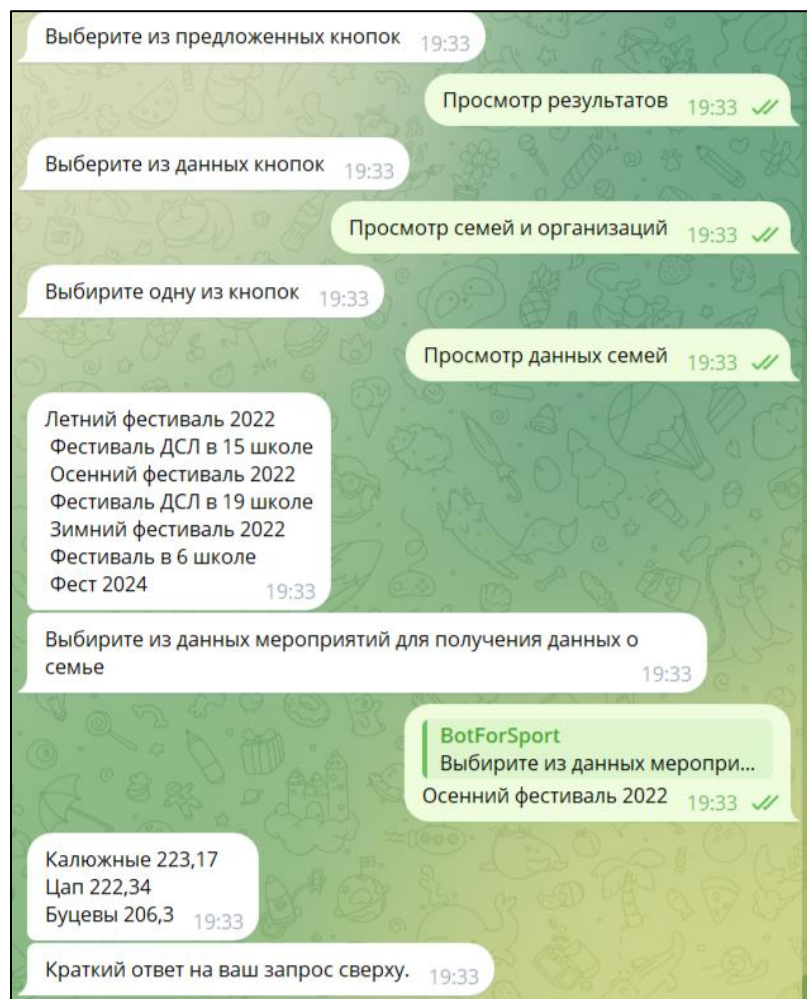 Выберите из предложенных кнопок 19:33
Просмотр результатов 19:33
Выберите из данных кнопок 19:33
Просмотр семей и организаций 19:33
Выбирите одну из кнопок 19:33
Просмотр данных семей 19:33
Летний фестиваль 2022
Фестиваль ДСЛ в 15 школе
Осенний фестиваль 2022
Фестиваль ДСЛ в 19 школе
Зимний фестиваль 2022
Фестиваль в 6 школе
Фест 2024 19:33
Выбирите из данных мероприятий для получения данных о
семье 19:33
BotForSport
Выбирите из данных меропри...
Осенний фестиваль 2022 19:33
Калюжные 223,17
Цап 222,34
Буцевы 206,3 19:33
Краткий ответ на ваш запрос сверху. 19:33